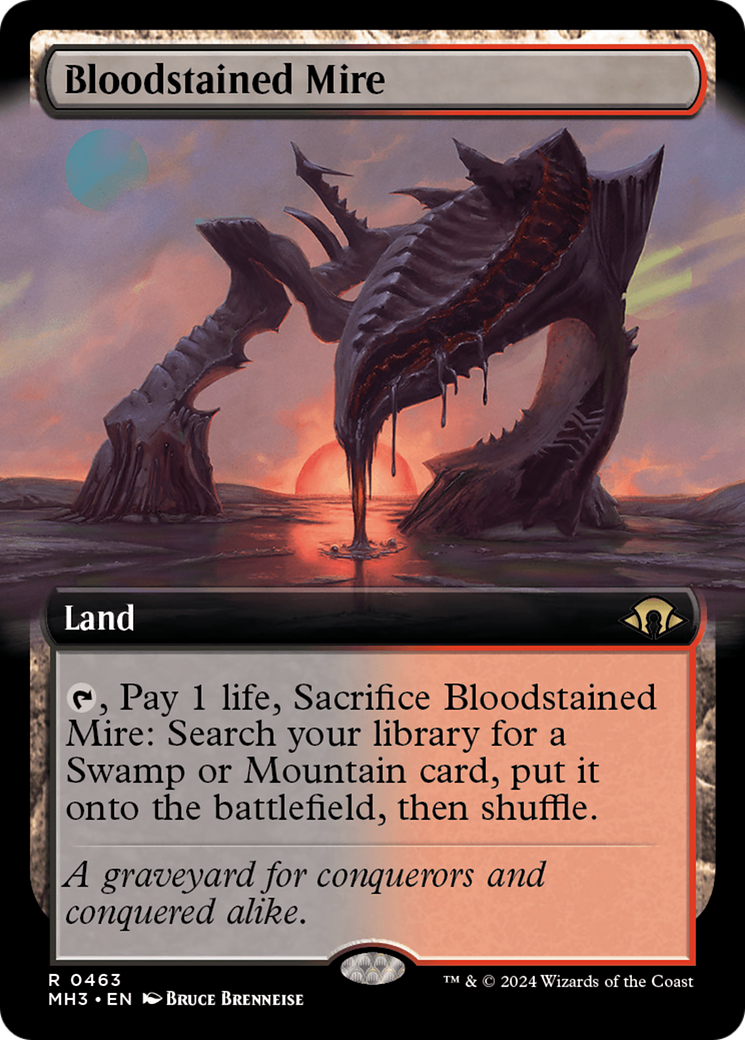 Bloodstained Mire
Land
, Pay 1 life, Sacrifice Bloodstained
Mire: Search your library for a
Swamp or Mountain card, put it
onto the battlefield, then shuffle.
A graveyard for conquerors and
conquered alike.
R 0463
MH3 • EN Bruce Brenneise
™ & © 2024 Wizards of the Coast